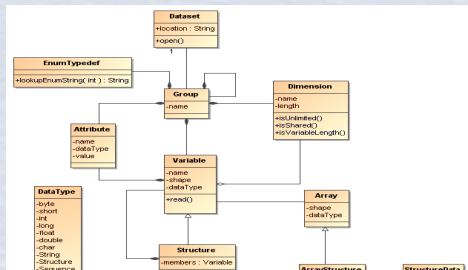 Dataset
+location : String
+open()
1
EnumTypedef
+lookupEnumString( int ) : String
Group
-name
Dimension
-name
-length
+isUnlimited()
+isShared()
+isVariableLength()
Attribute
-name
-dataType
-value
Variable
-name
-shape
-dataType
+read()
DataType
-byte
-short
-int
-long
-float
-double
-char
-String
-Structure
-Sequence
Array
-shape
-dataType
Structure
-members : Variable
ArrayStructure
StructureData